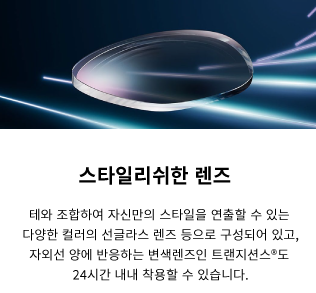 스타일리쉬한 렌즈
테와 조합하여 자신만의 스타일을 연출할 수 있는
다양한 컬러의 선글라스 렌즈 등으로 구성되어 있고,
자외선 양에 반응하는 변색렌즈인 트랜지션스®도
24시간 내내 착용할 수 있습니다.